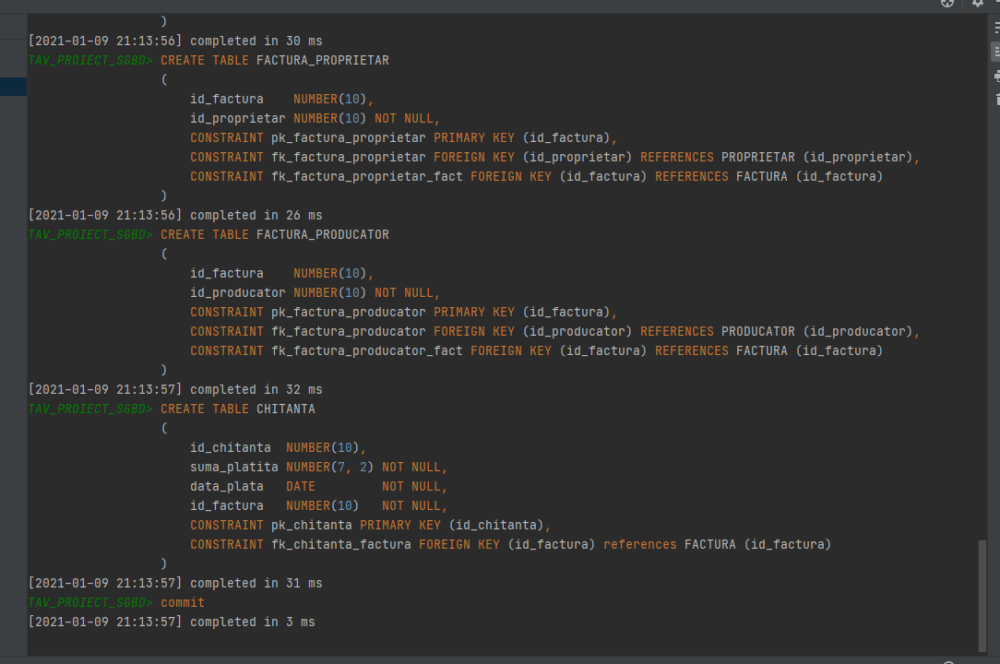 )
[2021-01-09 21:13:56] completed in 30 ms
TAV_PROIECT_SGBD> CREATE TABLE FACTURA_PROPRIETAR
(
id_factura    NUMBER(10),
id_proprietar NUMBER(10) NOT NULL,
CONSTRAINT pk_factura_proprietar PRIMARY KEY (id_factura),
CONSTRAINT fk_factura_proprietar FOREIGN KEY (id_proprietar) REFERENCES PROPRIETAR (id_proprietar),
CONSTRAINT fk_factura_proprietar_fact FOREIGN KEY (id_factura) REFERENCES FACTURA (id_factura)
)
[2021-01-09 21:13:56] completed in 26 ms
TAV_PROIECT_SGBD> CREATE TABLE FACTURA_PRODUCATOR
(
id_factura    NUMBER(10),
id_producator NUMBER(10) NOT NULL,
CONSTRAINT pk_factura_producator PRIMARY KEY (id_factura),
CONSTRAINT fk_factura_producator FOREIGN KEY (id_producator) REFERENCES PRODUCATOR (id_producator),
CONSTRAINT fk_factura_producator_fact FOREIGN KEY (id_factura) REFERENCES FACTURA (id_factura)
)
[2021-01-09 21:13:57] completed in 32 ms
TAV_PROIECT_SGBD> CREATE TABLE CHITANTA
(
id_chitanta  NUMBER(10),
suma_platita NUMBER(7, 2) NOT NULL,
data_plata   DATE         NOT NULL,
id_factura   NUMBER(10)   NOT NULL,
CONSTRAINT pk_chitanta PRIMARY KEY (id_chitanta),
CONSTRAINT fk_chitanta_factura FOREIGN KEY (id_factura) references FACTURA (id_factura)
)
[2021-01-09 21:13:57] completed in 31 ms
TAV_PROIECT_SGBD> commit
[2021-01-09 21:13:57] completed in 3 ms